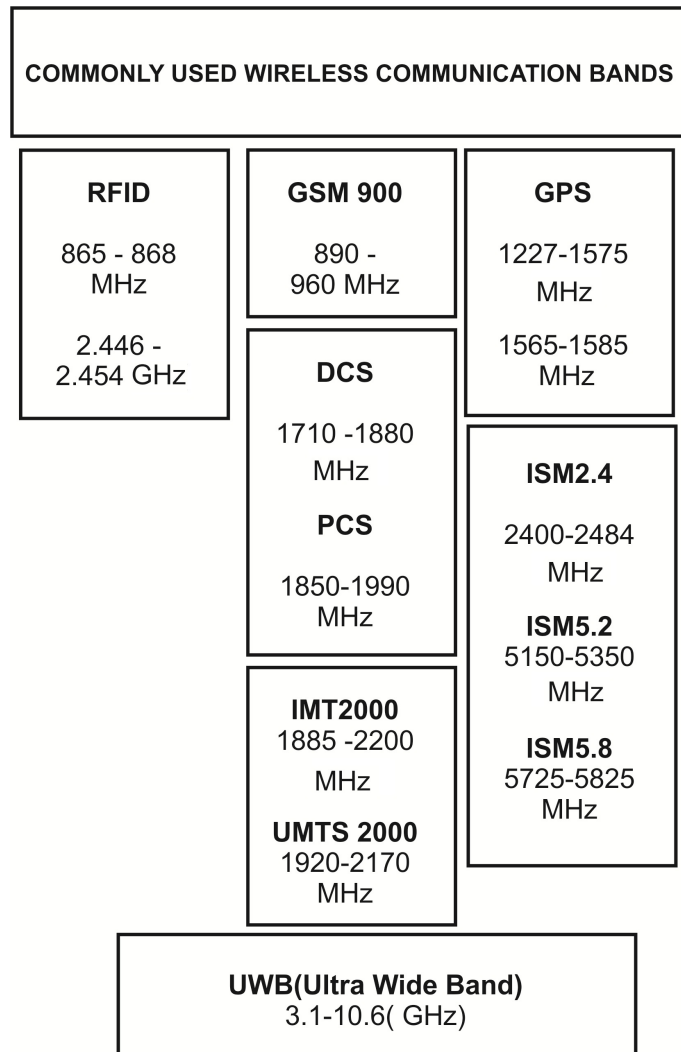 COMMONLY USED WIRELESS COMMUNICATION BANDS
RFID
865 - 868
MHz
2.446 -
2.454 GHz
GSM 900
890 -
960 MHz
GPS
1227-1575
MHz
1565-1585
MHz
DCS
1710 -1880
MHz
PCS
1850-1990
MHz
ISM2.4
2400-2484
MHz
ISM5.2
5150-5350
MHz
ISM5.8
5725-5825
MHz
IMT2000
1885 -2200
MHz
UMTS 2000
1920-2170
MHz
UWB(Ultra Wide Band)
3.1-10.6( GHz)